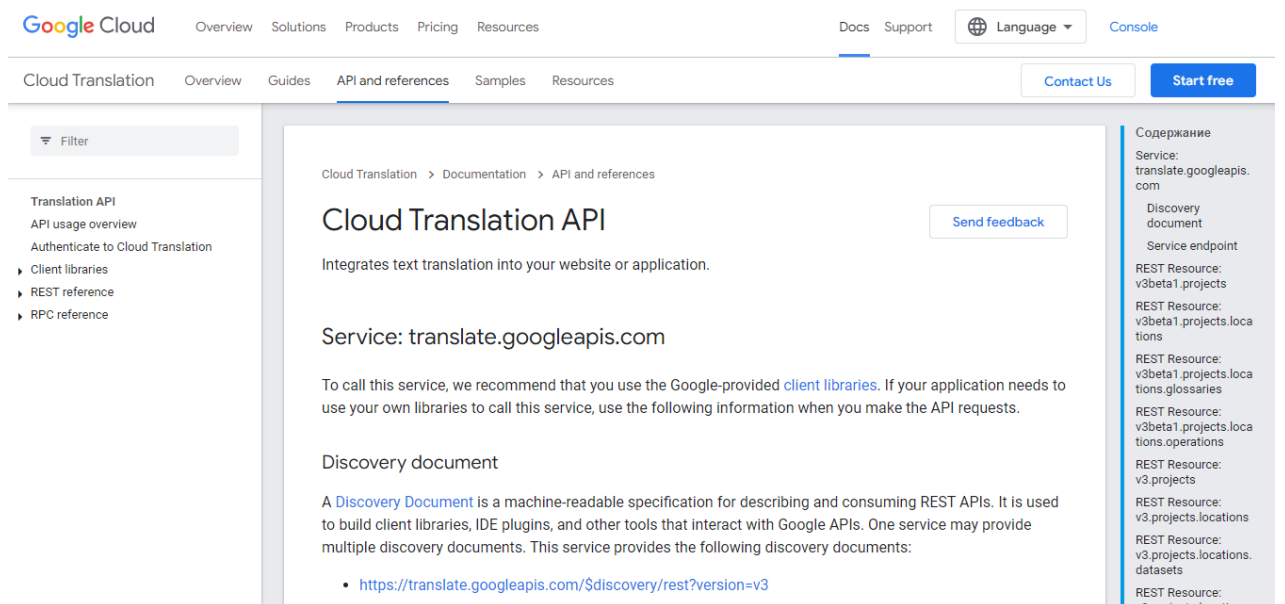 Google Cloud Overview Solutions Products Pricing Resources Docs Support Language Console
Cloud Translation Overview Guides API and references Samples Resources Contact Us Start free
Filter
Translation API
API usage overview
Authenticate to Cloud Translation
Client libraries
REST reference
RPC reference
Cloud Translation > Documentation > API and references
Cloud Translation API
Send feedback
Integrates text translation into your website or application.
Service: translate.googleapis.com
To call this service, we recommend that you use the Google-provided client libraries. If your application needs to
use your own libraries to call this service, use the following information when you make the API requests.
Discovery document
A Discovery Document is a machine-readable specification for describing and consuming REST APIs. It is used
to build client libraries, IDE plugins, and other tools that interact with Google APIs. One service may provide
multiple discovery documents. This service provides the following discovery documents:
• https://translate.googleapis.com/$discovery/rest?version=v3
Содержание
Service:
translate.googleapis.
com
Discovery
document
Service endpoint
REST Resource:
v3beta1.projects
REST Resource:
v3beta1.projects.loca
tions
REST Resource:
v3beta1.projects.loca
tions.glossaries
REST Resource:
v3beta1.projects.loca
tions.operations
REST Resource:
v3.projects
REST Resource:
v3.projects.locations
REST Resource:
v3.projects.locations.
datasets
REST Resource: